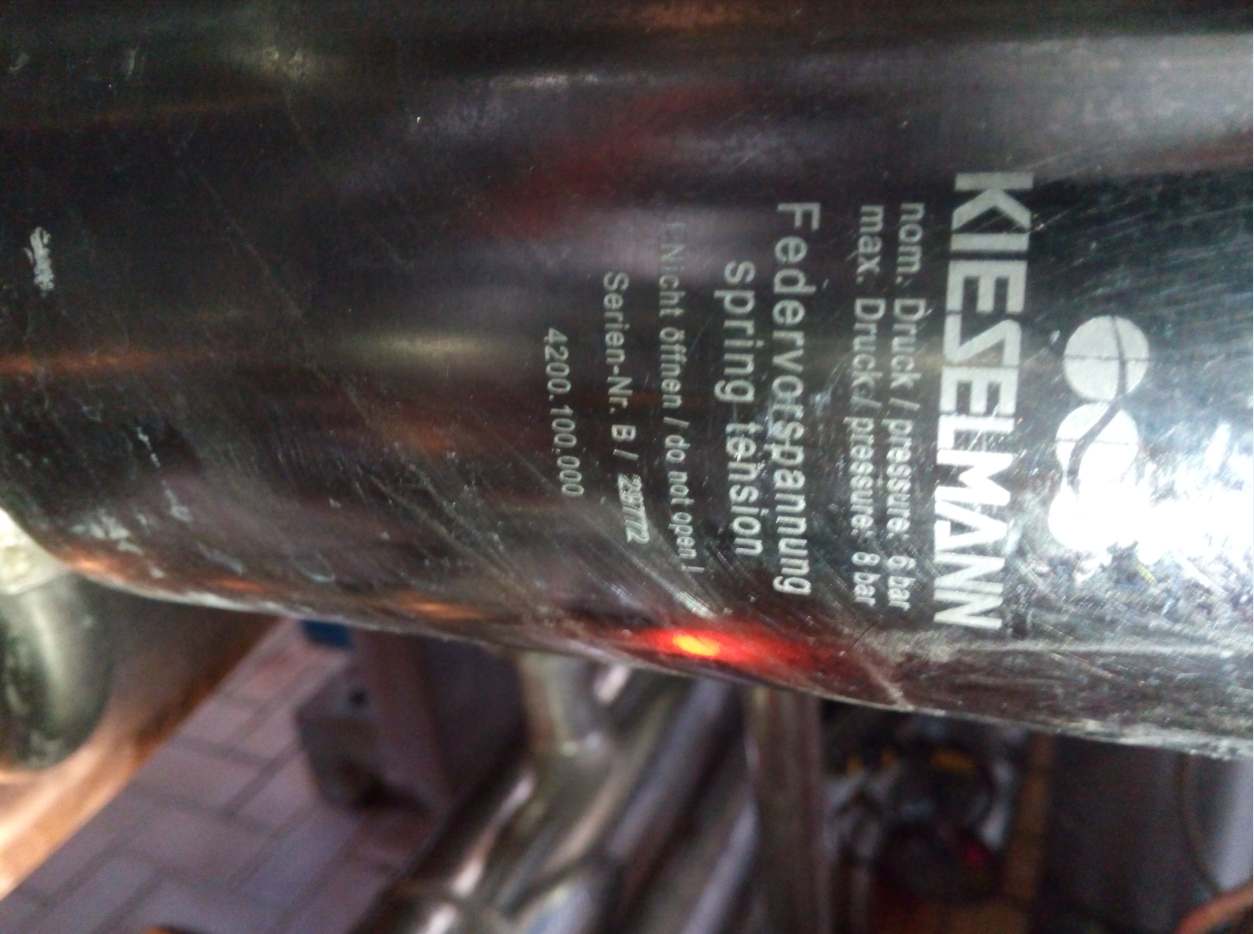 KIESELMANN
nom. Druck / pressure: 6 bar
max. Druck / pressure: 8 bar
Federvorspannung
spring tension
! Nicht öffnen / do not open !
Serien-Nr. B / 297772
4200.100.000